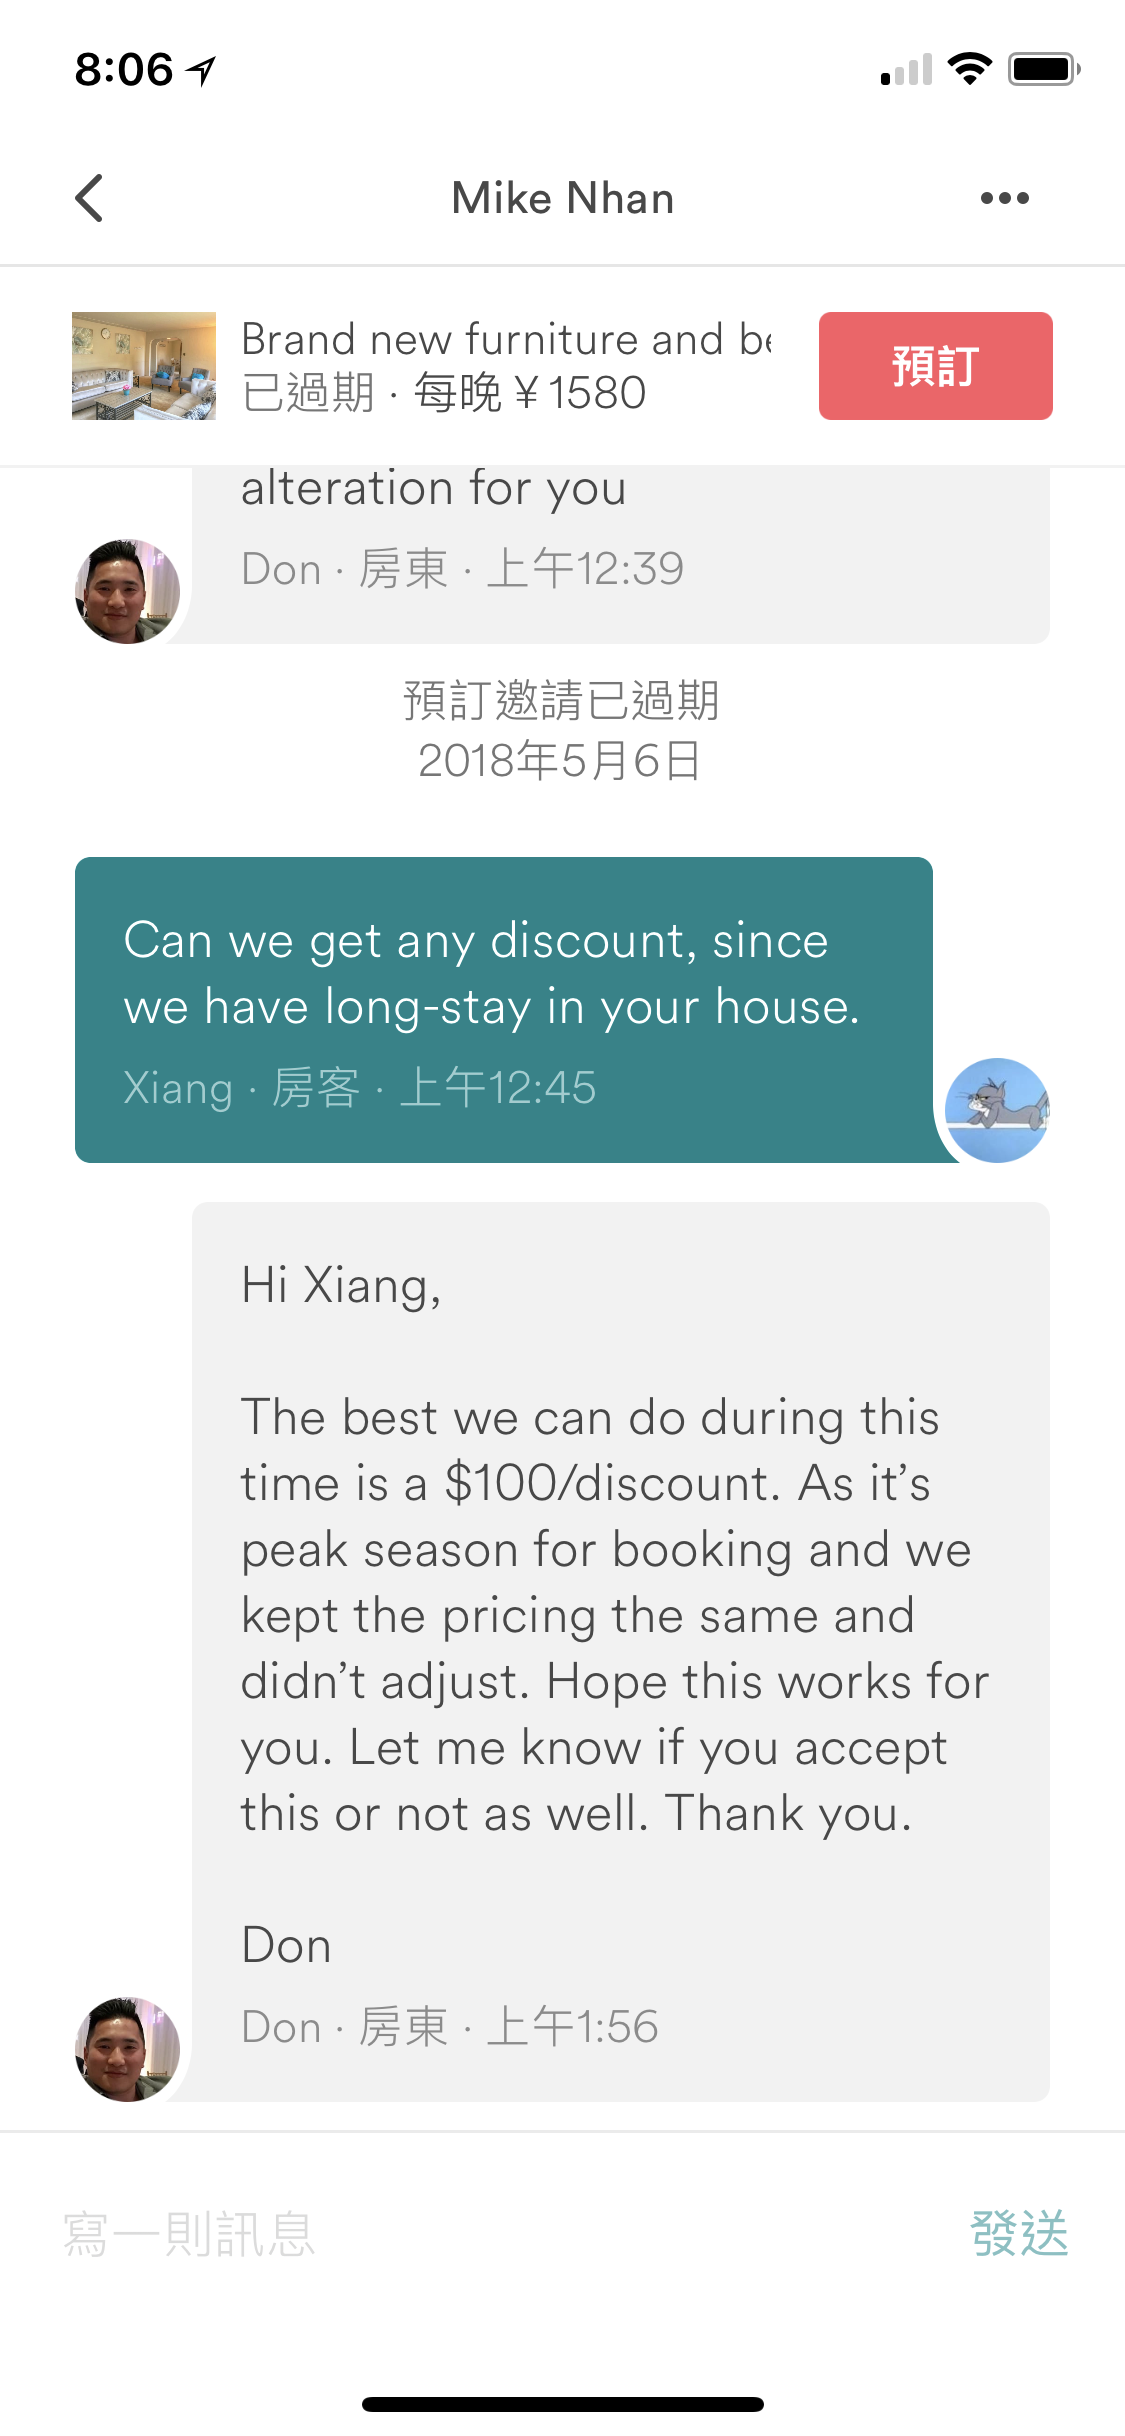 8:06
Mike Nhan
Brand new furniture and
已過期 · 每晚 ¥1580
預訂
alteration for you
Don · 房東 · 上午12:39
預訂邀請已過期
2018年5月6日
Can we get any discount, since
we have long-stay in your house.
Xiang · 房客 · 上午12:45
Hi Xiang,
The best we can do during this
time is a $100/discount. As it’s
peak season for booking and we
kept the pricing the same and
didn’t adjust. Hope this works for
you. Let me know if you accept
this or not as well. Thank you.
Don
Don · 房東 · 上午1:56
寫一則訊息
發送